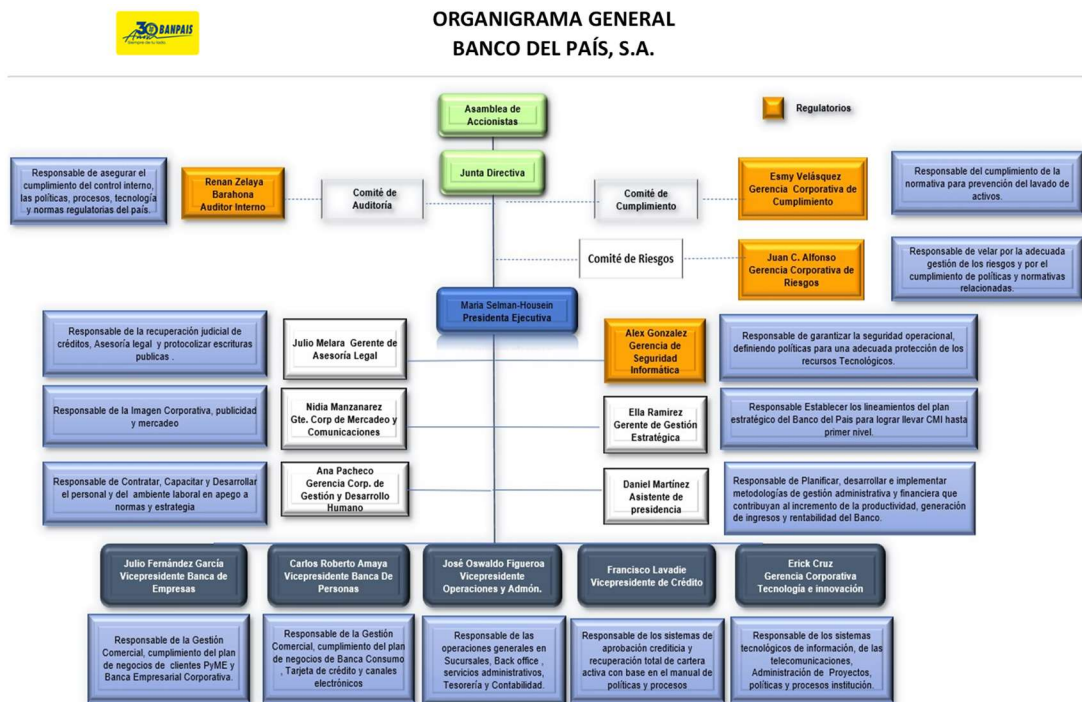 30 BANPAIS
Años
Siempre de tu lado.
ORGANIGRAMA GENERAL
BANCO DEL PAÍS, S.A.
Asamblea de
Accionistas
Regulatorios
Junta Directiva
Responsable de asegurar el
cumplimiento del control interno,
las políticas, procesos, tecnología
y normas regulatorias del país.
Renan Zelaya
Barahona
Auditor Interno
Comité de
Auditoría
Comité de
Cumplimiento
Esmy Velásquez
Gerencia Corporativa de
Cumplimiento
Responsable del cumplimiento de la
normativa para prevención del lavado de
activos.
Comité de Riesgos
Juan C. Alfonso
Gerencia Corporativa de
Riesgos
Responsable de velar por la adecuada
gestión de los riesgos y por el
cumplimiento de políticas y normativas
relacionadas.
Maria Selman-Housein
Presidenta Ejecutiva
Responsable de la recuperación judicial de
créditos, Asesoría legal y protocolizar escrituras
publicas .
Julio Melara Gerente de
Asesoría Legal
Alex Gonzalez
Gerencia de
Seguridad
Informática
Responsable de garantizar la seguridad operacional,
definiendo políticas para una adecuada protección de los
recursos Tecnológicos.
Responsable de la Imagen Corporativa, publicidad
y mercadeo
Nidia Manzanarez
Gte. Corp de Mercadeo y
Comunicaciones
Ella Ramirez
Gerente de Gestión
Estratégica
Responsable Establecer los lineamientos del plan
estratégico del Banco del Pais para lograr llevar CMI hasta
primer nivel.
Responsable de Contratar, Capacitar y Desarrollar
el personal y del ambiente laboral en apego a
normas y estrategia
Ana Pacheco
Gerencia Corp. de
Gestión y Desarrollo
Humano
Daniel Martínez
Asistente de
presidencia
Responsable de Planificar, desarrollar e implementar
metodologías de gestión administrativa y financiera que
contribuyan al incremento de la productividad, generación
de ingresos y rentabilidad del Banco.
Julio Fernández García
Vicepresidente Banca de
Empresas
Carlos Roberto Amaya
Vicepresidente Banca De
Personas
José Oswaldo Figueroa
Vicepresidente
Operaciones y Admón.
Francisco Lavadie
Vicepresidente de Crédito
Erick Cruz
Gerencia Corporativa
Tecnología e innovación
Responsable de la Gestión
Comercial, cumplimiento del plan
de negocios de clientes PyME y
Banca Empresarial Corporativa.
Responsable de la Gestión
Comercial, cumplimiento del plan
de negocios de Banca Consumo
, Tarjeta de crédito y canales
electrónicos
Responsable de las
operaciones generales en
Sucursales, Back office ,
servicios administrativos,
Tesorería y Contabilidad.
Responsable de los sistemas de
aprobación crediticia y
recuperación total de cartera
activa con base en el manual de
políticas y procesos
Responsable de los sistemas
tecnológicos de información, de las
telecomunicaciones,
Administración de Proyectos,
políticas y procesos institución.